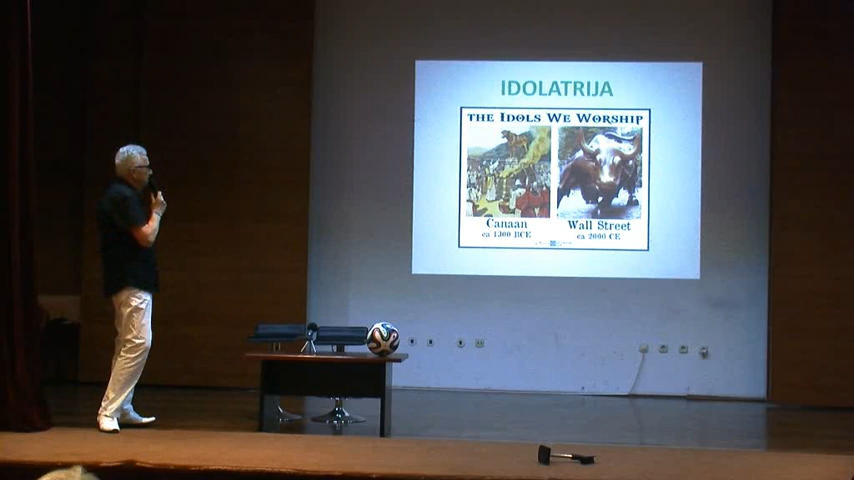 IDOLATRIJA
THE IDOLS WE WORSHIP
Canaan
ca 1300 BCE
Wall Street
ca 2000 CE